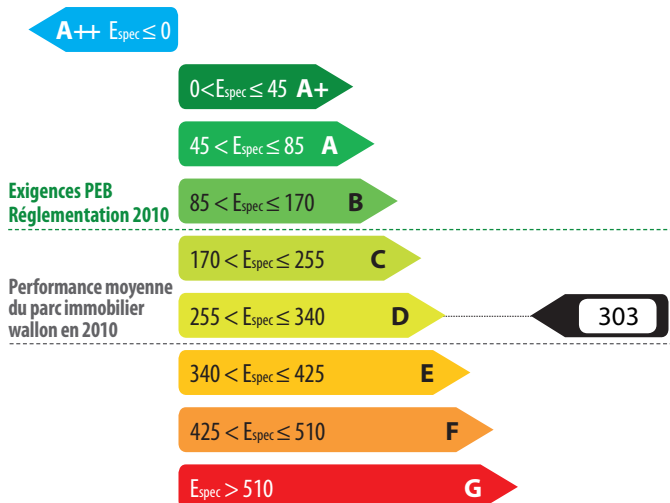 A++ Espec ≤ 0
0<Espec ≤ 45 A+
45 < Espec ≤ 85 A
Exigences PEB
Réglementation 2010
85 < Espec ≤ 170 B
170 < Espec ≤ 255 C
Performance moyenne
du parc immobilier
wallon en 2010
255 < Espec ≤ 340 D
303
340 < Espec ≤ 425 E
425 < Espec ≤ 510 F
Espec > 510 G